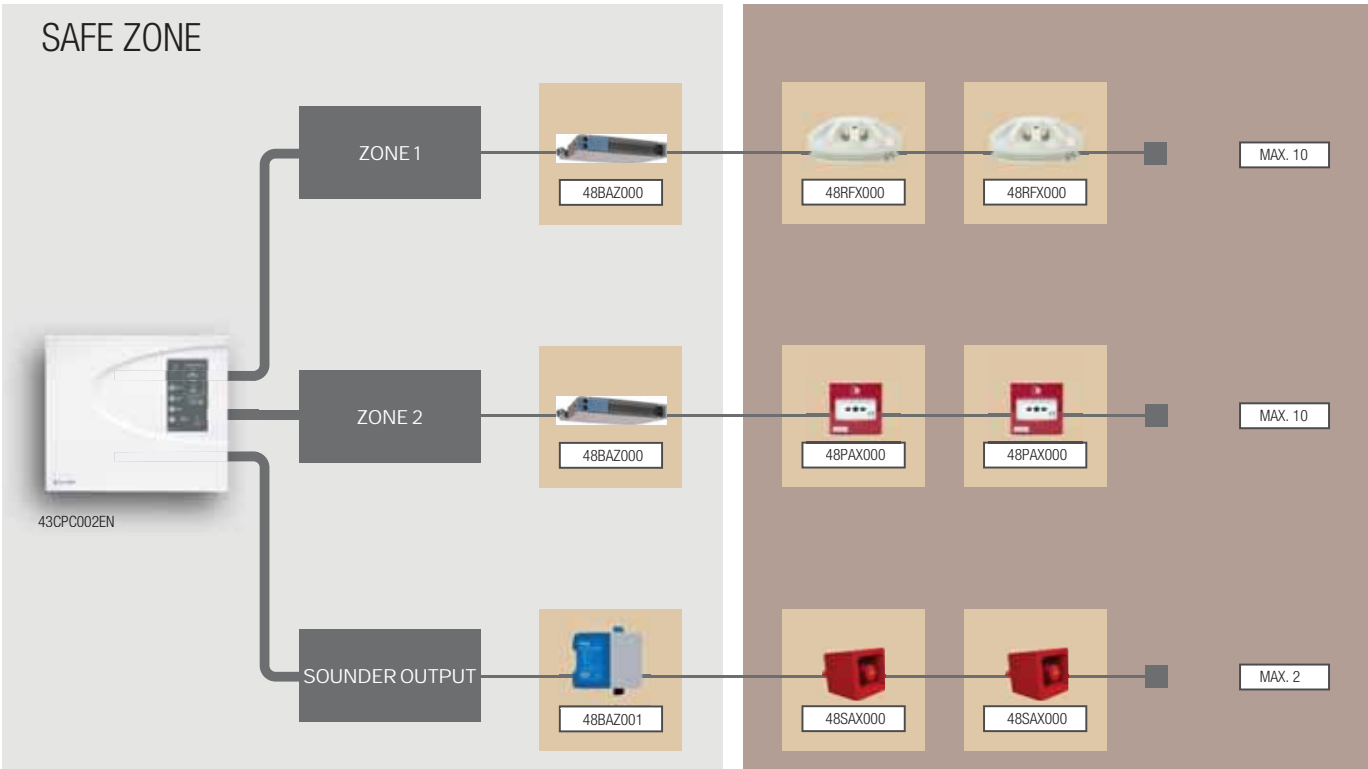 SAFE ZONE
ZONE 1
48BAZ000
48RFX000
48RFX000
MAX. 10
ZONE 2
48BAZ000
48PAX000
48PAX000
MAX. 10
43CPC002EN
SOUNDER OUTPUT
48BAZ001
48SAX000
48SAX000
MAX. 2